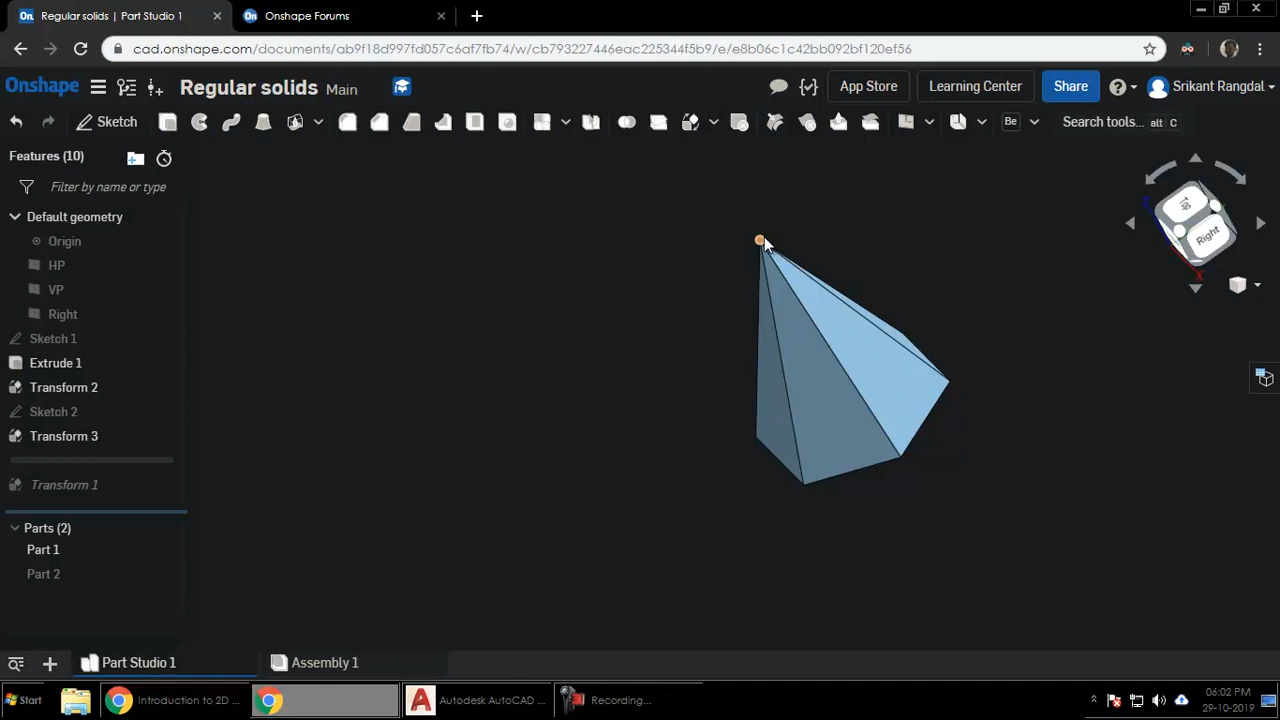 Regular solids | Part Studio 1
Onshape Forums
cad.onshape.com/documents/ab9f18d997fd057c6af7fb74/w/cb793227446eac225344f5b9/e/e8b06c1c42bb092bf120ef56
Onshape Regular solids Main App Store Learning Center Share Srikant Rangdal
Sketch Be Search tools... alt C
Features (10)
Filter by name or type
Default geometry
Origin
HP
VP
Right
Sketch 1
Extrude 1
Transform 2
Sketch 2
Transform 3
Transform 1
Parts (2)
Part 1
Part 2
Right
X
Part Studio 1
Assembly 1
Start Introduction to 2D ... Autodesk AutoCAD ... Recording... 06:02 PM
29-10-2019